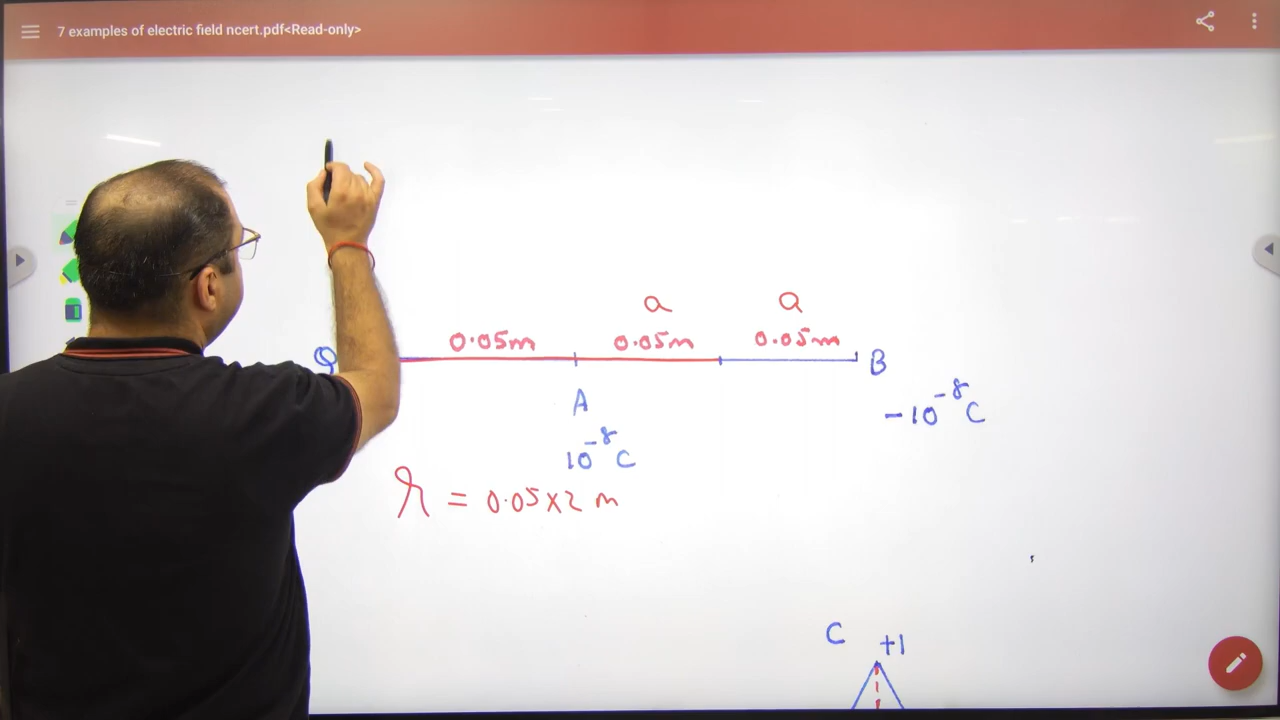 7 examples of electric field ncert.pdf<Read-only>
a a
0.05m 0.05m 0.05m
Q B
A -10⁻⁸ C
10⁻⁸ C
r = 0.05×2 m
C +1